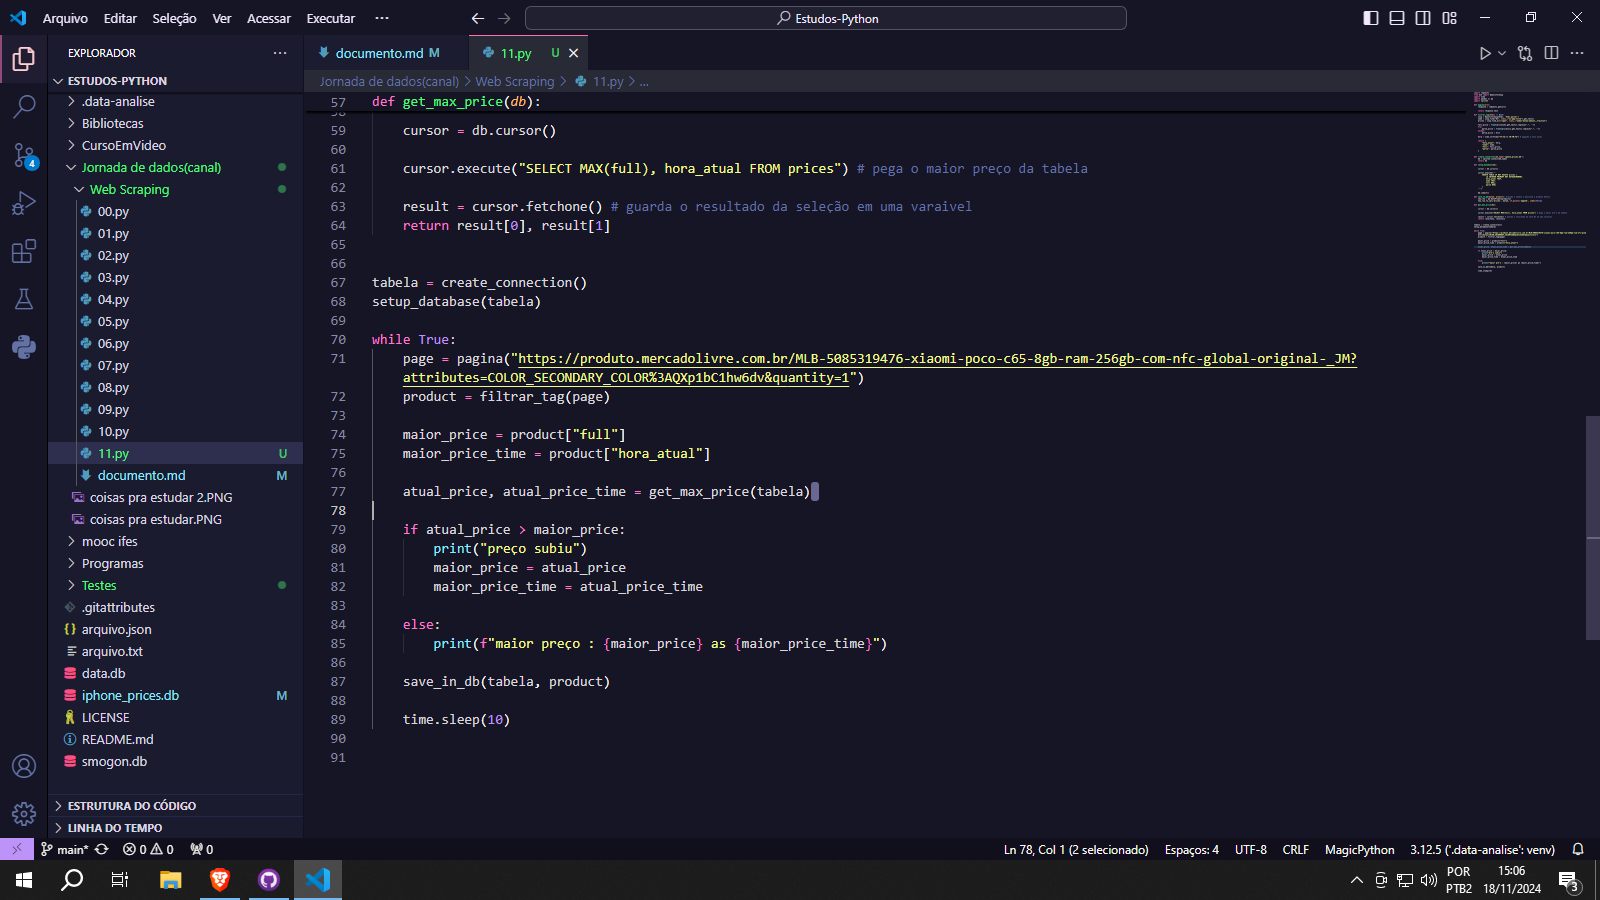 Arquivo Editar Seleção Ver Acessar Executar ···
Estudos-Python
EXPLORADOR ···
documento.md M
11.py U
Jornada de dados(canal) > Web Scraping > 11.py > ...
ESTUDOS-PYTHON
.data-analise
Bibliotecas
CursoEmVideo
Jornada de dados(canal)
Web Scraping
00.py
01.py
02.py
03.py
04.py
05.py
06.py
07.py
08.py
09.py
10.py
11.py U
documento.md M
coisas pra estudar 2.PNG
coisas pra estudar.PNG
mooc ifes
Programas
Testes
.gitattributes
arquivo.json
arquivo.txt
data.db
iphone_prices.db M
LICENSE
README.md
smogon.db
ESTRUTURA DO CÓDIGO
LINHA DO TEMPO
4
57 def get_max_price(db):
58
59 cursor = db.cursor()
60
61 cursor.execute("SELECT MAX(full), hora_atual FROM prices") # pega o maior preço da tabela
62
63 result = cursor.fetchone() # guarda o resultado da seleção em uma varaivel
64 return result[0], result[1]
65
66
67 tabela = create_connection()
68 setup_database(tabela)
69
70 while True:
71 page = pagina("https://produto.mercadolivre.com.br/MLB-5085319476-xiaomi-poco-c65-8gb-ram-256gb-com-nfc-global-original-_JM?
attributes=COLOR_SECONDARY_COLOR%3AQXp1bC1hw6dv&quantity=1")
72 product = filtrar_tag(page)
73
74 maior_price = product["full"]
75 maior_price_time = product["hora_atual"]
76
77 atual_price, atual_price_time = get_max_price(tabela)
78
79 if atual_price > maior_price:
80 print("preço subiu")
81 maior_price = atual_price
82 maior_price_time = atual_price_time
83
84 else:
85 print(f"maior preço : {maior_price} as {maior_price_time}")
86
87 save_in_db(tabela, product)
88
89 time.sleep(10)
90
91
main* 0 0 0
Ln 78, Col 1 (2 selecionado) Espaços: 4 UTF-8 CRLF MagicPython 3.12.5 ('.data-analise': venv)
POR
PTB2
15:06
18/11/2024
3